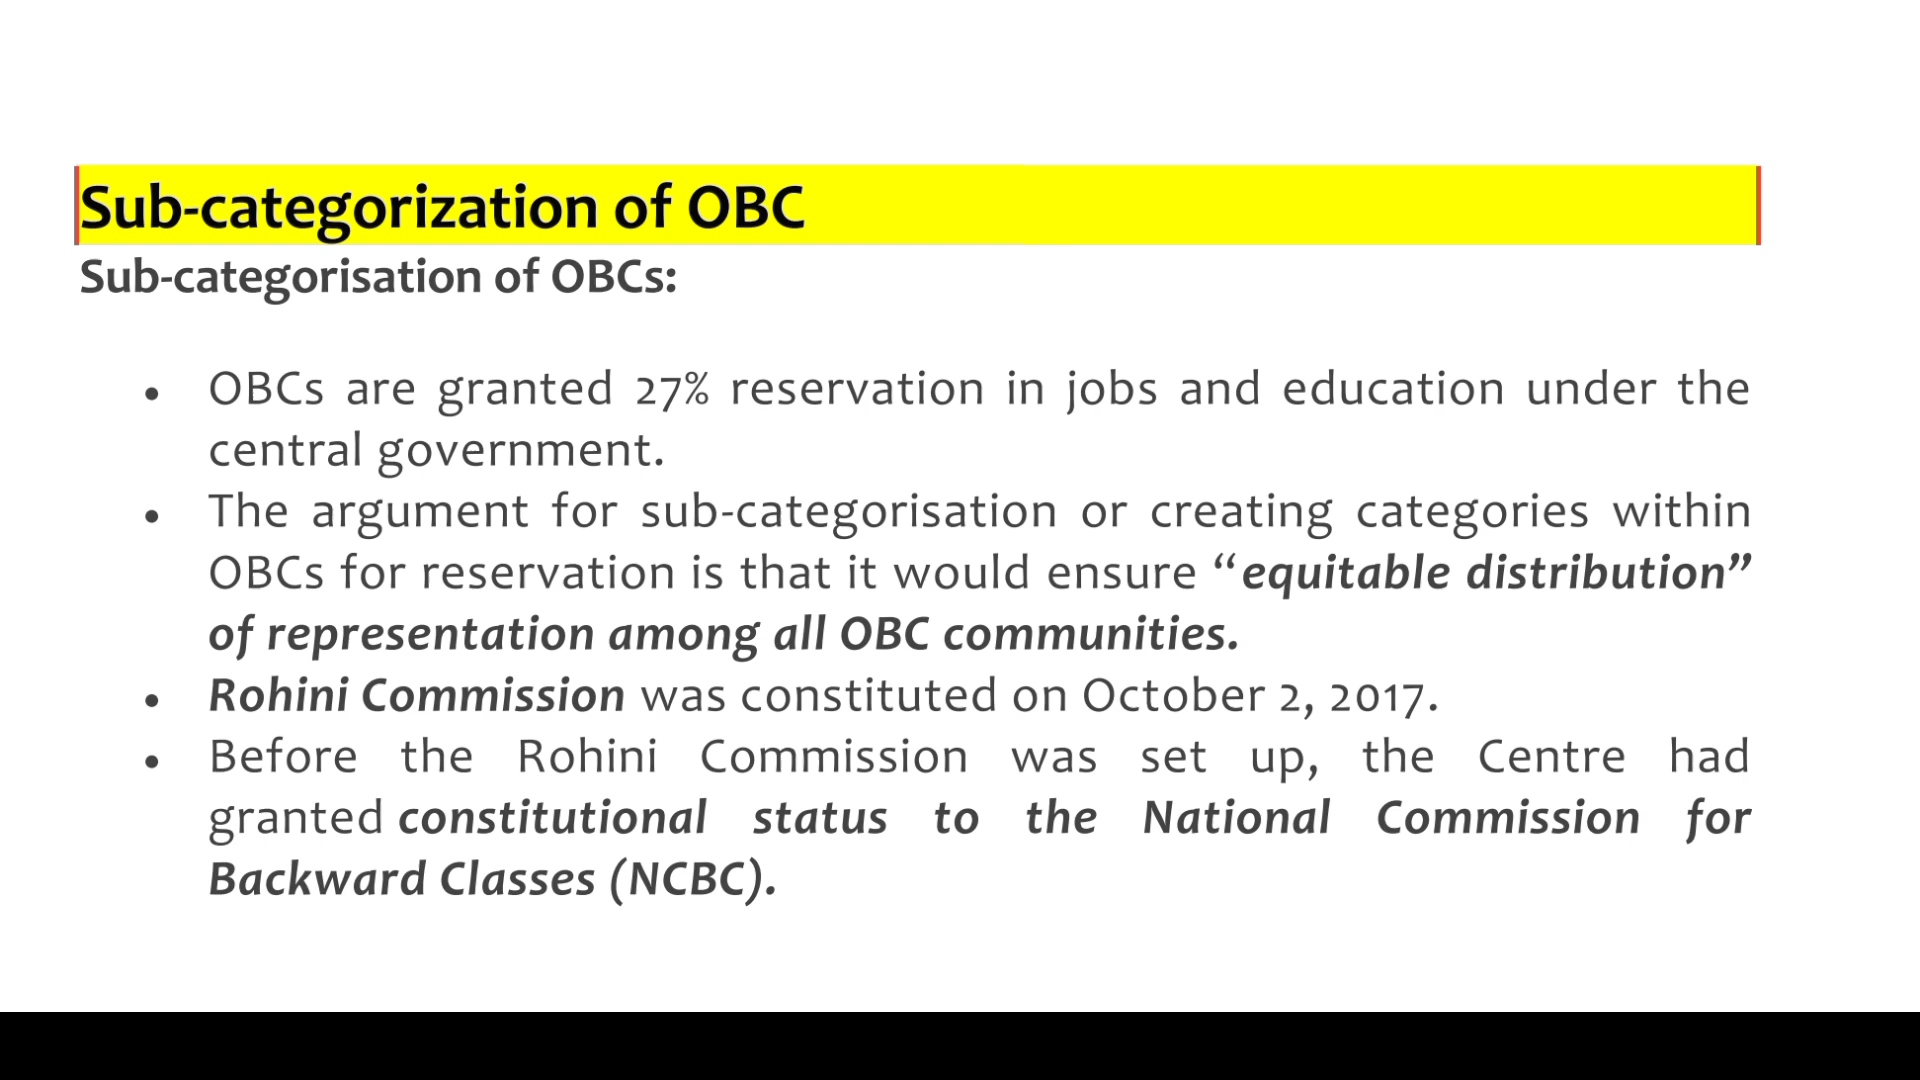 Sub-categorization of OBC
Sub-categorisation of OBCs:
• OBCs are granted 27% reservation in jobs and education under the
central government.
• The argument for sub-categorisation or creating categories within
OBCs for reservation is that it would ensure “equitable distribution”
of representation among all OBC communities.
• Rohini Commission was constituted on October 2, 2017.
• Before the Rohini Commission was set up, the Centre had
granted constitutional status to the National Commission for
Backward Classes (NCBC).